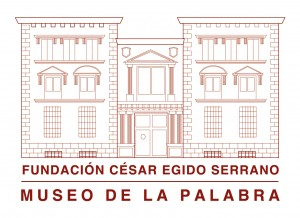 FUNDACIÓN CÉSAR EGIDO SERRANO
MUSEO DE LA PALABRA